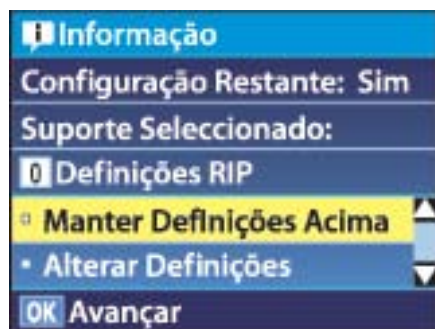 Informação
Configuração Restante: Sim
Suporte Seleccionado:
0 Definições RIP
Manter Definições Acima
Alterar Definições
OK Avançar